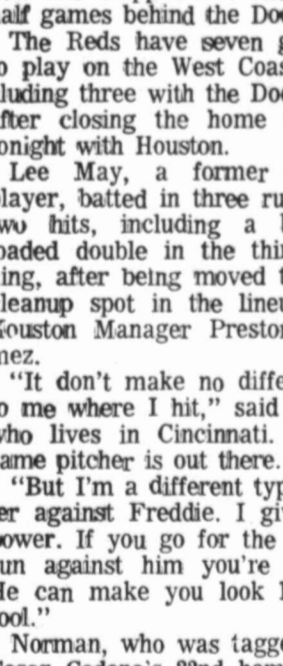 alf games behind the Do
The Reds have seven g
o play on the West Coas
luding three with the Do
fter closing the home
onight with Houston.
Lee May, a former
layer, batted in three ru
wo hits, including a
oaded double in the thi
ing, after being moved t
leanup spot in the line
Houston Manager Presto
nez.
"It don't make no diffe
o me where I hit," said
who lives in Cincinnati.
ame pitcher is out there.
"But I'm a different typ
er against Freddie. I gi
power. If you go for the
un against him you're
He can make you look
ool."
Norman, who was tagge